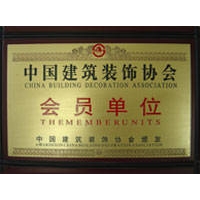 中国建筑装饰协会
CHINA BUILDING DECORATION ASSOCIATION
会员单位
THEMEMBERUNITS
中国建筑装饰协会颁发